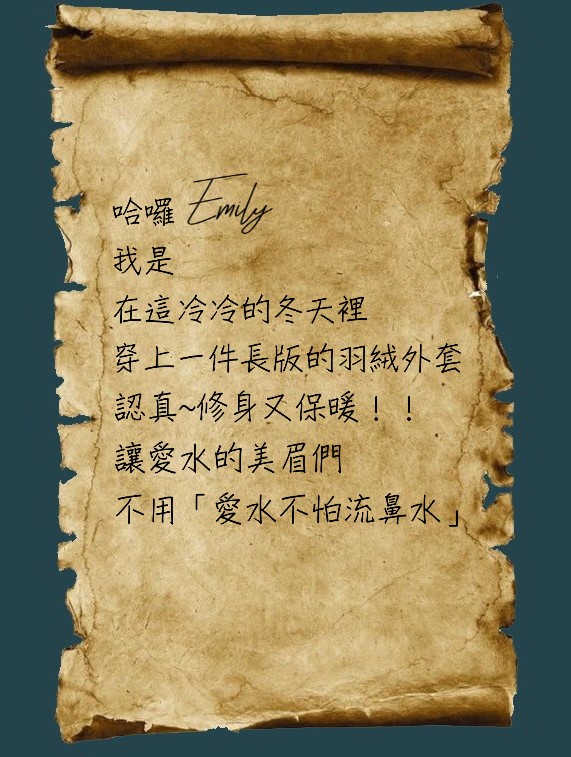 哈囉 Emily
我是
在這冷冷的冬天裡
穿上一件長版的羽絨外套
認真~修身又保暖！！
讓愛水的美眉們
不用「愛水不怕流鼻水」